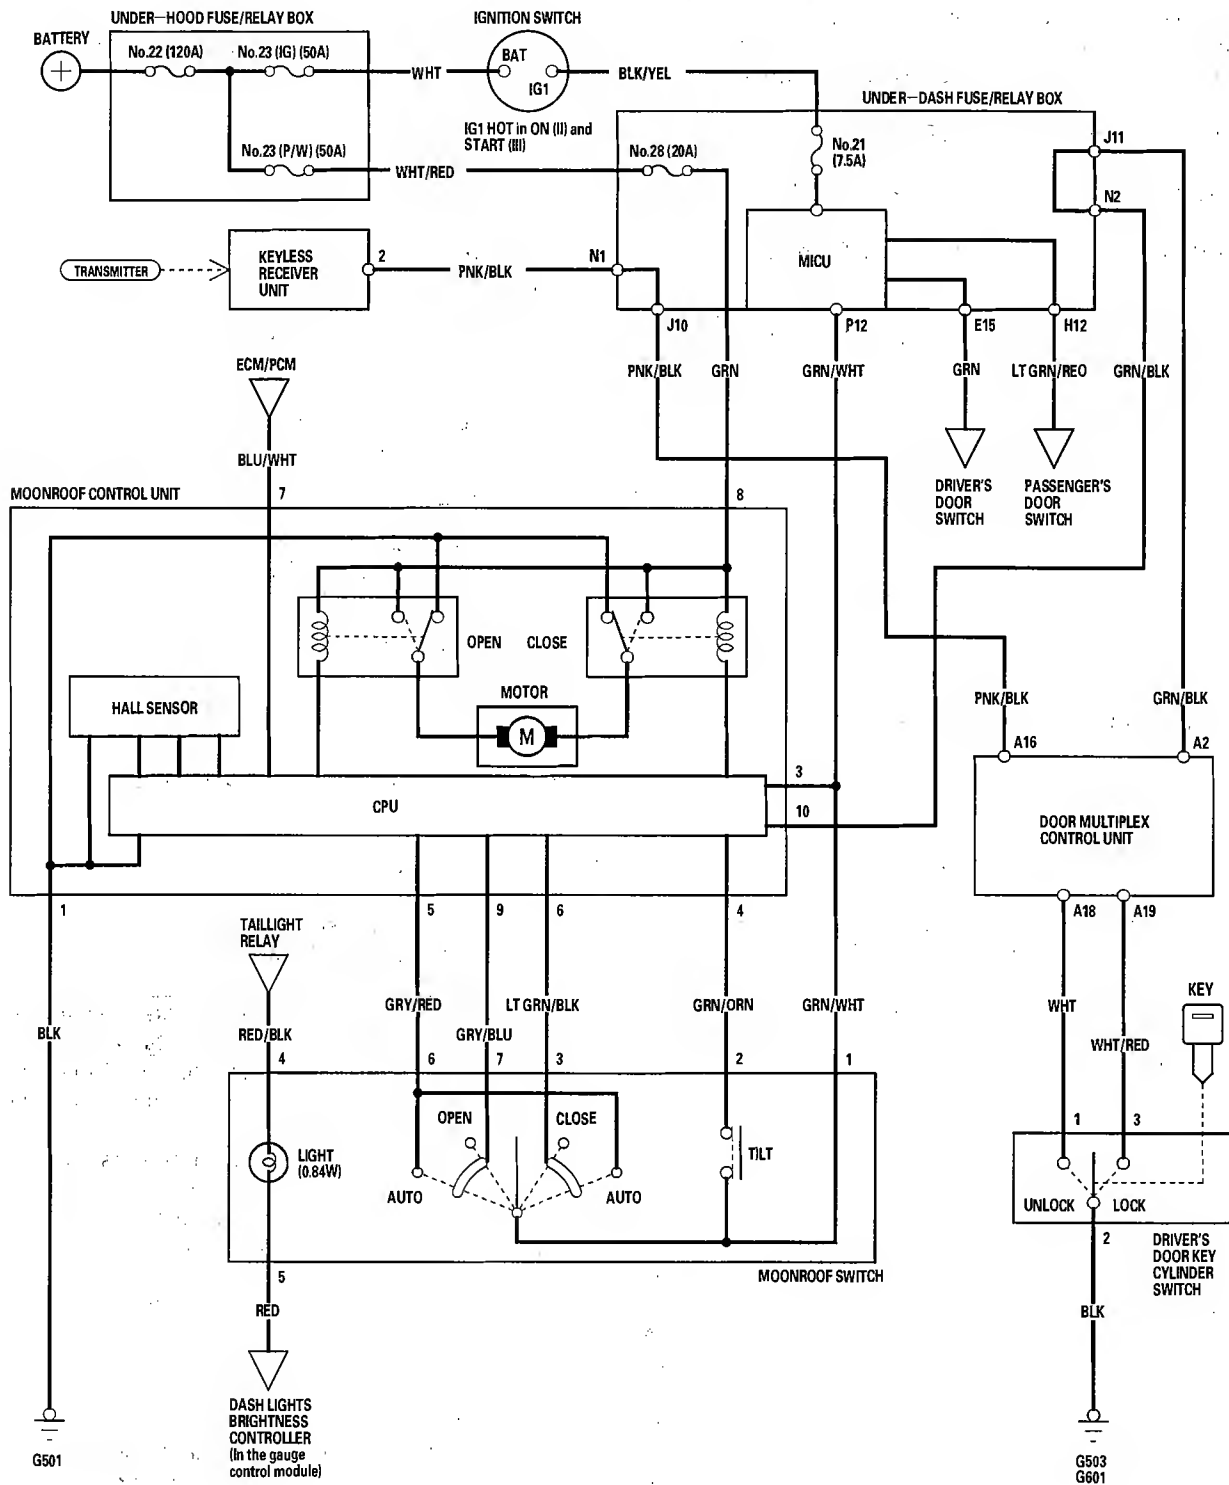 UNDER-HOOD FUSE/RELAY BOX
IGNITION SWITCH
BATTERY
No.22 (120A)
No.23 (IG) (50A)
BAT
WHT
BLK/YEL
IG1
UNDER-DASH FUSE/RELAY BOX
IG1 HOT in ON (II) and
START (III)
No.21
(7.5A)
J11
No.23 (P/W) (50A)
No.28 (20A)
WHT/RED
N2
KEYLESS
RECEIVER
UNIT
2
N1
MICU
TRANSMITTER
PNK/BLK
J10
P12
E15
H12
ECM/PCM
PNK/BLK
GRN
GRN/WHT
GRN
LT GRN/REO
GRN/BLK
BLU/WHT
MOONROOF CONTROL UNIT
7
8
DRIVER'S
DOOR
SWITCH
PASSENGER'S
DOOR
SWITCH
OPEN
CLOSE
HALL SENSOR
MOTOR
M
PNK/BLK
GRN/BLK
A16
A2
3
CPU
10
DOOR MULTIPLEX
CONTROL UNIT
1
5
9
6
4
A18
A19
TAILLIGHT
RELAY
KEY
GRY/RED
LT GRN/BLK
GRN/ORN
GRN/WHT
WHT
BLK
RED/BLK
GRY/BLU
WHT/RED
4
6
7
3
2
1
OPEN
CLOSE
1
3
LIGHT
(0.84W)
TILT
AUTO
AUTO
UNLOCK
LOCK
5
MOONROOF SWITCH
2
DRIVER'S
DOOR KEY
CYLINDER
SWITCH
RED
BLK
DASH LIGHTS
BRIGHTNESS
CONTROLLER
(In the gauge
control module)
G501
G503
G601